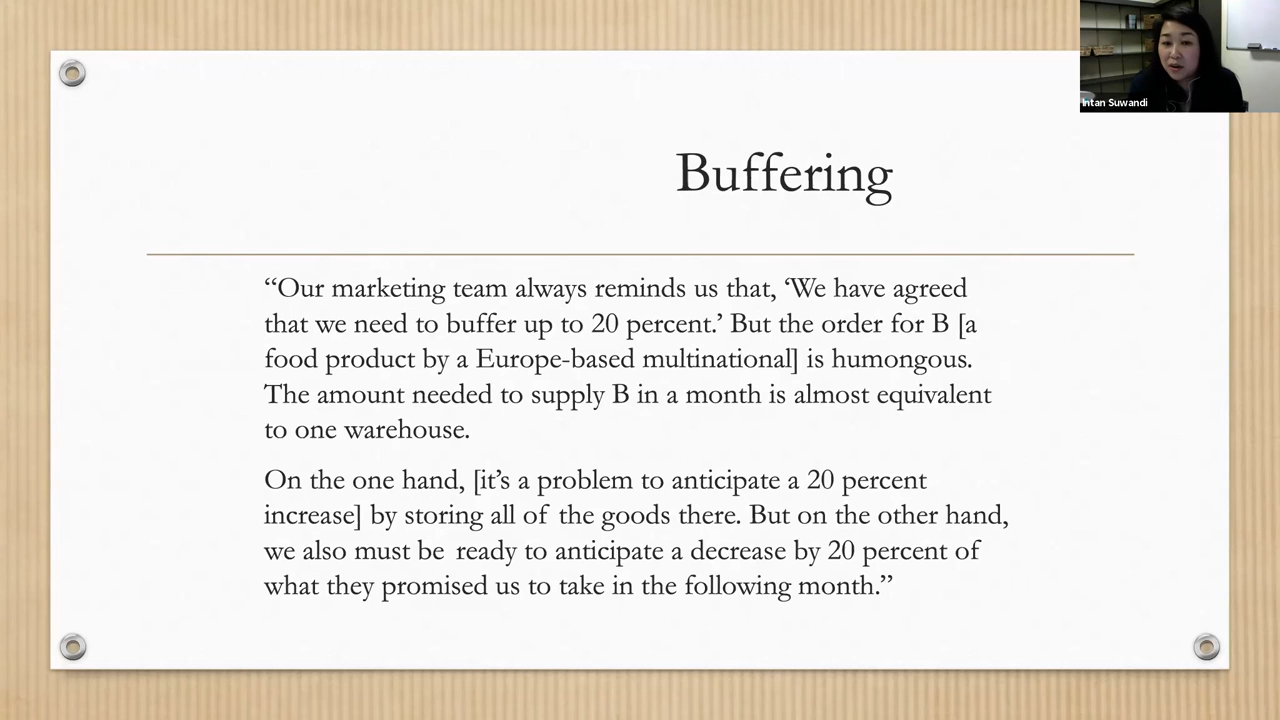 Intan Suwandi
Buffering
“Our marketing team always reminds us that, ‘We have agreed
that we need to buffer up to 20 percent.’ But the order for B [a
food product by a Europe-based multinational] is humongous.
The amount needed to supply B in a month is almost equivalent
to one warehouse.
On the one hand, [it’s a problem to anticipate a 20 percent
increase] by storing all of the goods there. But on the other hand,
we also must be ready to anticipate a decrease by 20 percent of
what they promised us to take in the following month.”